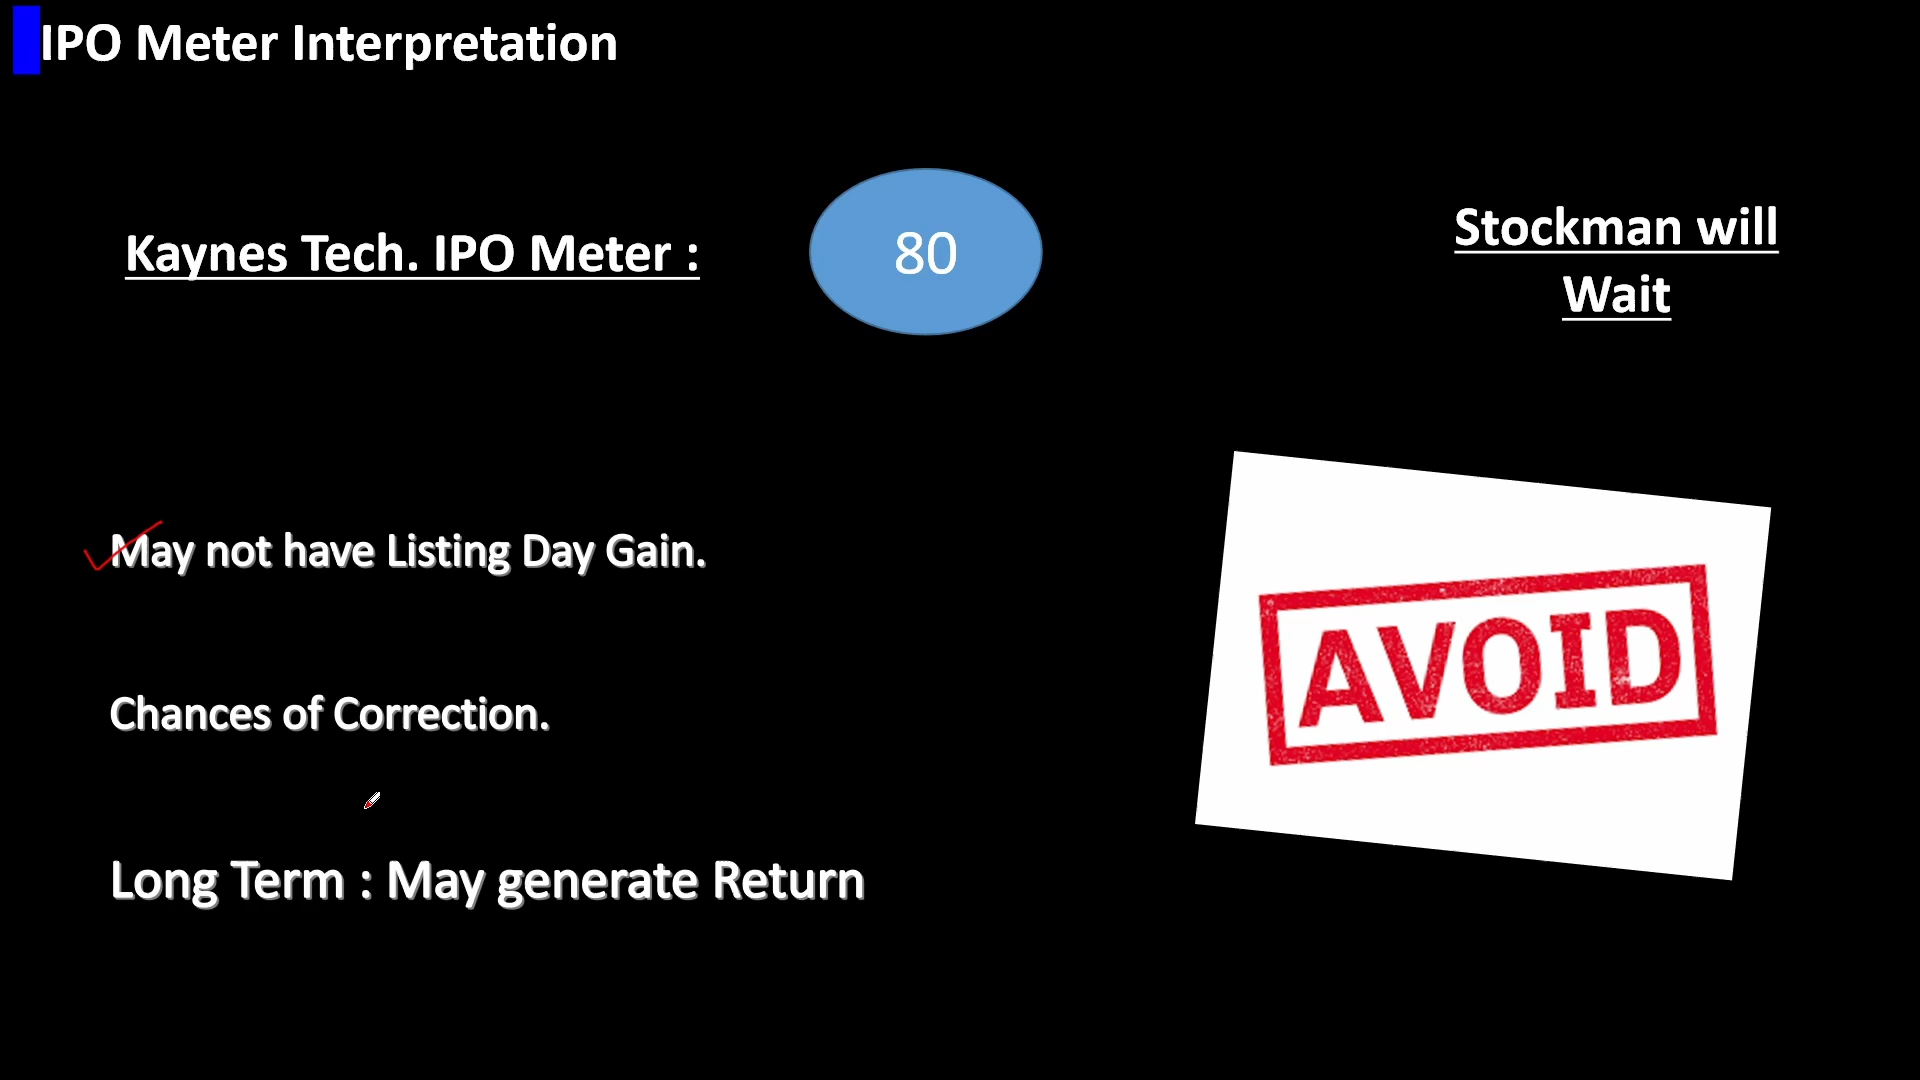 IPO Meter Interpretation
Kaynes Tech. IPO Meter :
80
Stockman will
Wait
May not have Listing Day Gain.
Chances of Correction.
Long Term : May generate Return
AVOID